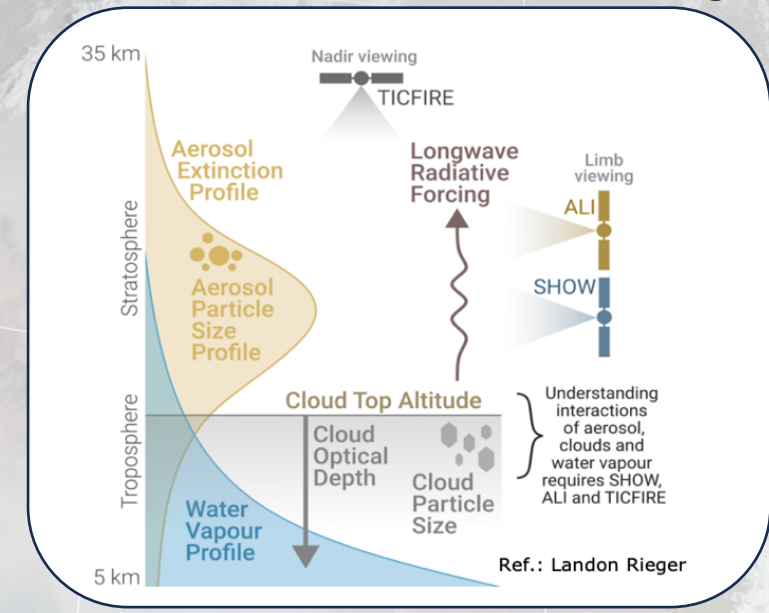 35 km
Nadir viewing
TICFIRE
Aerosol
Extinction
Profile
Longwave
Radiative
Forcing
Limb
viewing
ALI
SHOW
Stratosphere
Aerosol
Particle
Size
Profile
Cloud Top Altitude
Troposphere
Cloud
Optical
Depth
Cloud
Particle
Size
Understanding
interactions
of aerosol,
clouds and
water vapour
requires SHOW,
ALI and TICFIRE
Water
Vapour
Profile
Ref.: Landon Rieger
5 km